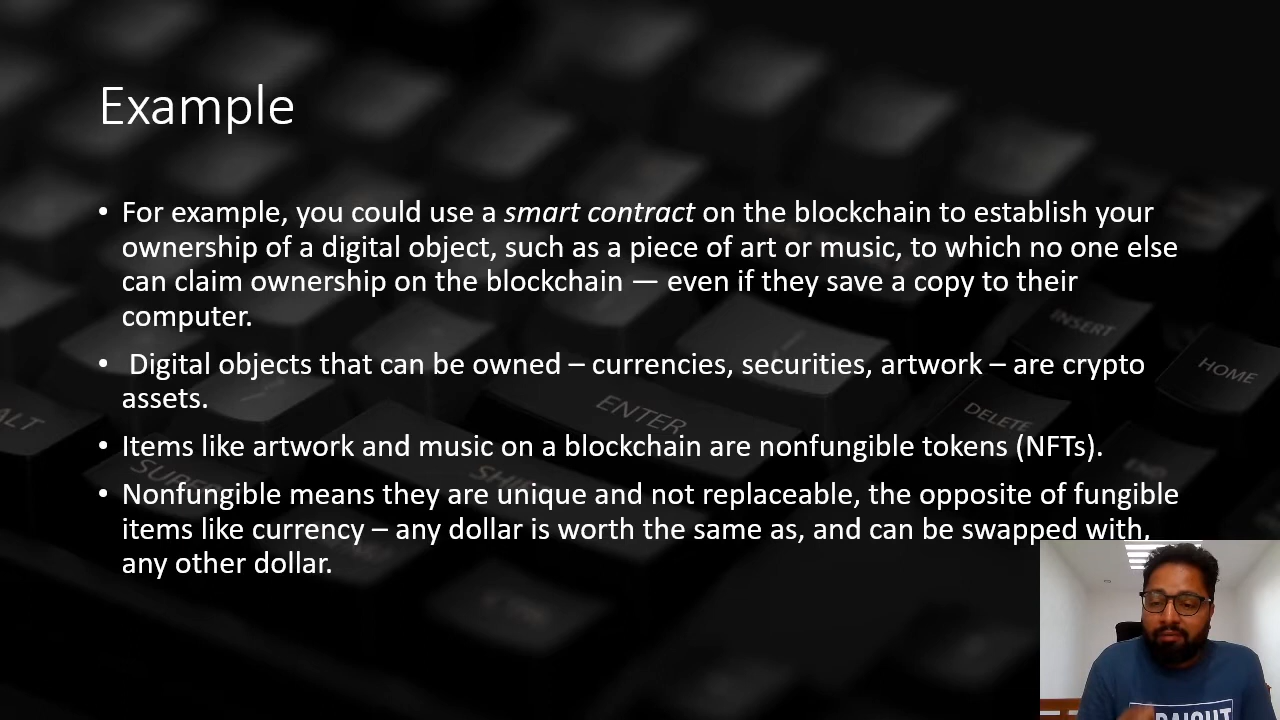 Example
• For example, you could use a smart contract on the blockchain to establish your
ownership of a digital object, such as a piece of art or music, to which no one else
can claim ownership on the blockchain — even if they save a copy to their
computer.
• Digital objects that can be owned – currencies, securities, artwork – are crypto
assets.
• Items like artwork and music on a blockchain are nonfungible tokens (NFTs).
• Nonfungible means they are unique and not replaceable, the opposite of fungible
items like currency – any dollar is worth the same as, and can be swapped with,
any other dollar.
INSERT
HOME
DELETE
ENTER
ALT